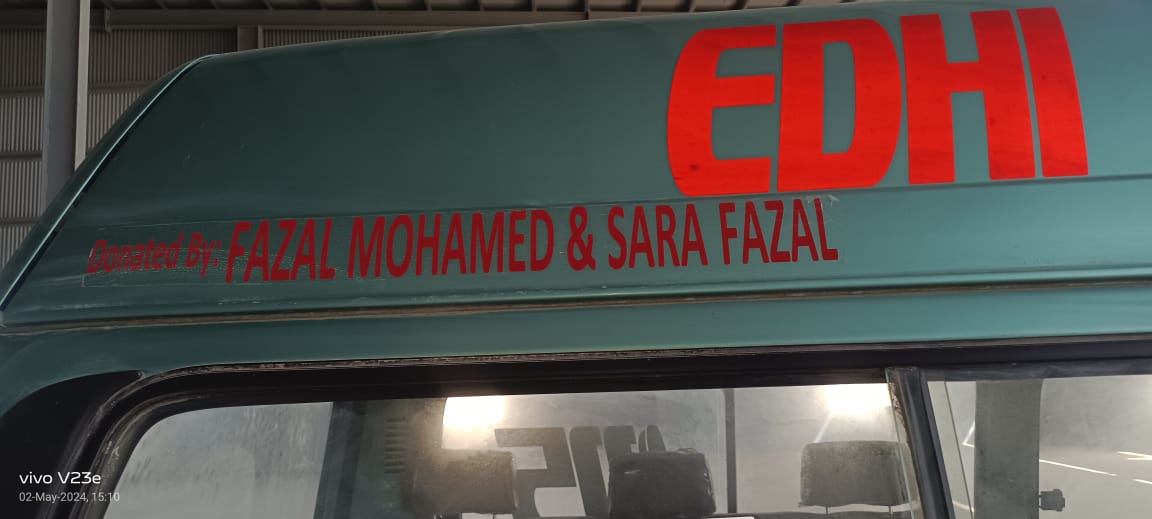 EDHI
Donated By: FAZAL MOHAMED & SARA FAZAL
vivo V23e
02-May-2024, 15:10